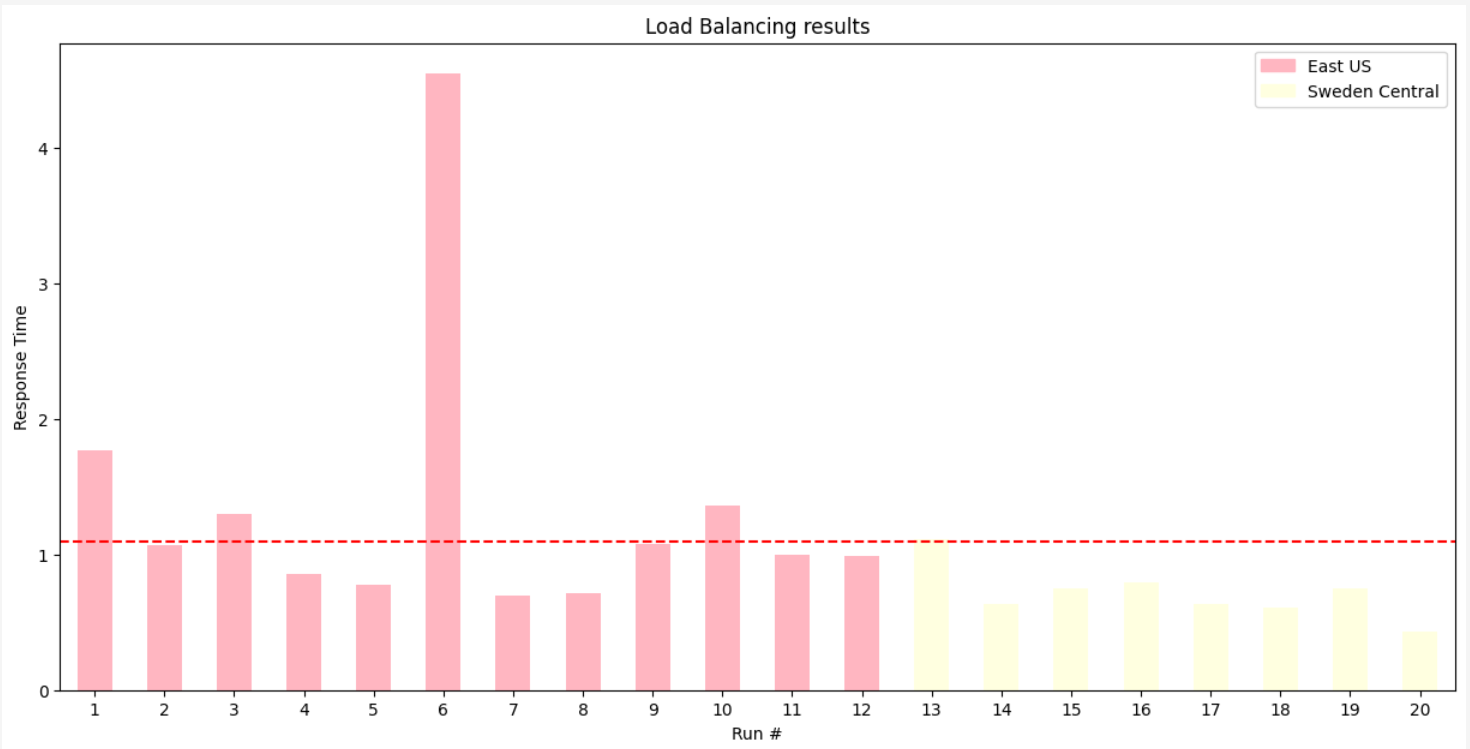 Load Balancing results
East US
Sweden Central
Response Time
4
3
2
1
0
1 2 3 4 5 6 7 8 9 10 11 12 13 14 15 16 17 18 19 20
Run #